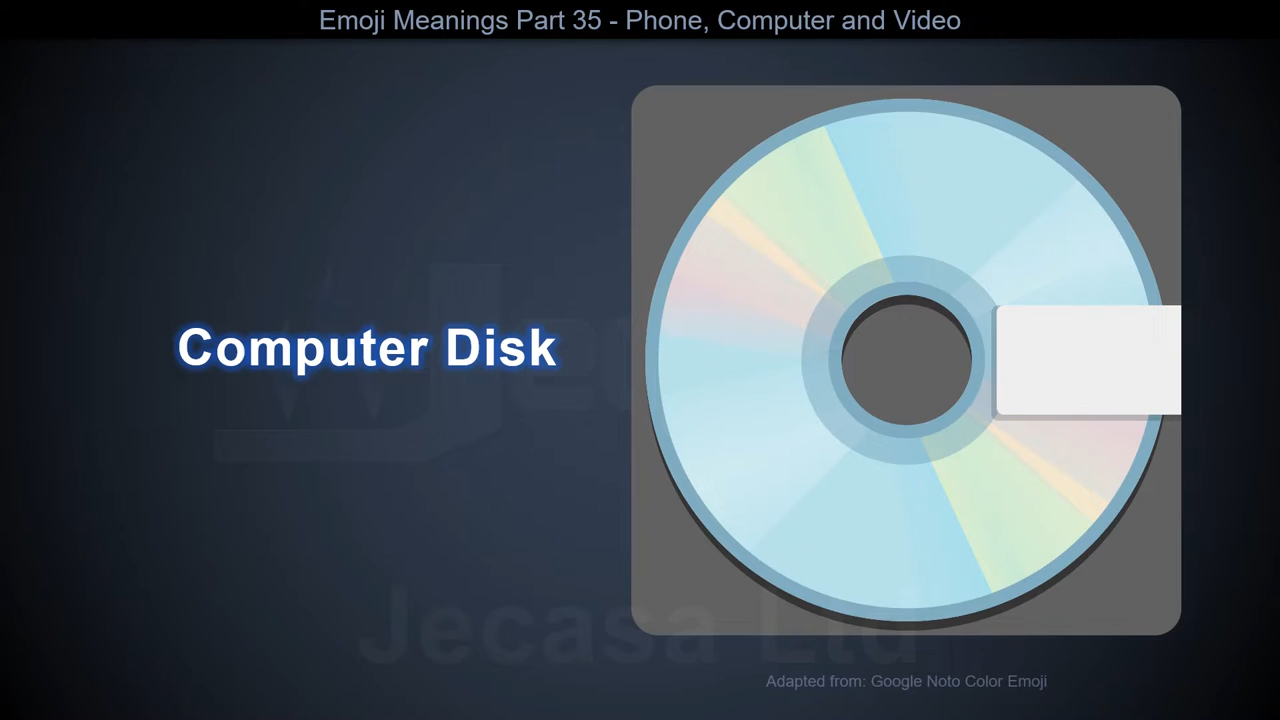 Emoji Meanings Part 35 - Phone, Computer and Video
Computer Disk
Jecasa Ltd
Adapted from: Google Noto Color Emoji